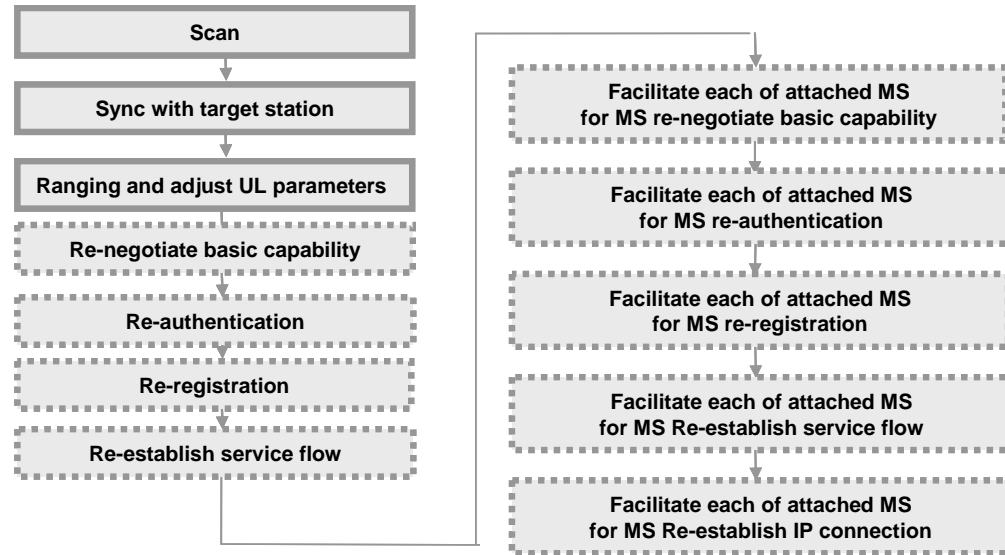 Scan
Sync with target station
Ranging and adjust UL parameters
Re-negotiate basic capability
Re-authentication
Re-registration
Re-establish service flow
Facilitate each of attached MS
for MS re-negotiate basic capability
Facilitate each of attached MS
for MS re-authentication
Facilitate each of attached MS
for MS re-registration
Facilitate each of attached MS
for MS Re-establish service flow
Facilitate each of attached MS
for MS Re-establish IP connection